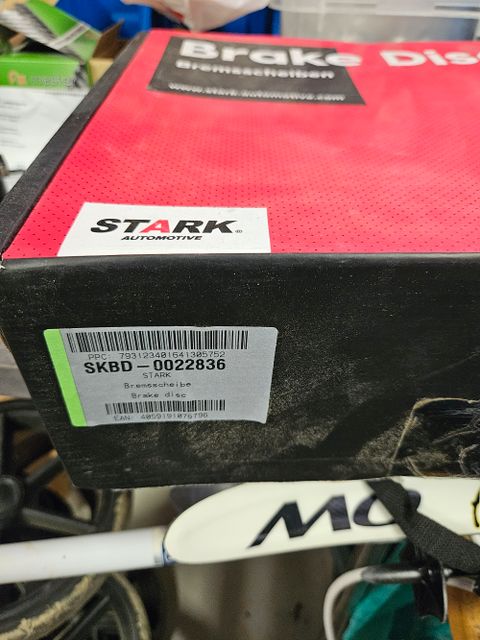 Brake Disc
Bremsscheiben
www.stark-automotive.com
STARK®
AUTOMOTIVE
PPC: 793123401641305752
SKBD-0022836
STARK
Bremsscheibe
Brake disc
EAN: 4059191076796
MO